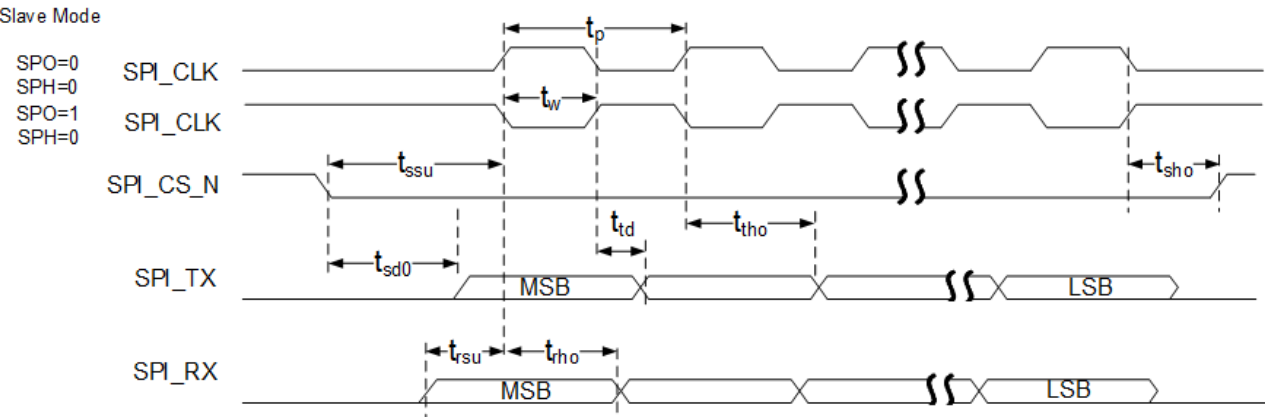 Slave Mode
tp
SPO=0
SPH=0
SPI_CLK
tw
SPO=1
SPH=0
SPI_CLK
tssu
tsho
SPI_CS_N
ttd
ttho
tsd0
SPI_TX
MSB
LSB
trsu
trho
SPI_RX
MSB
LSB